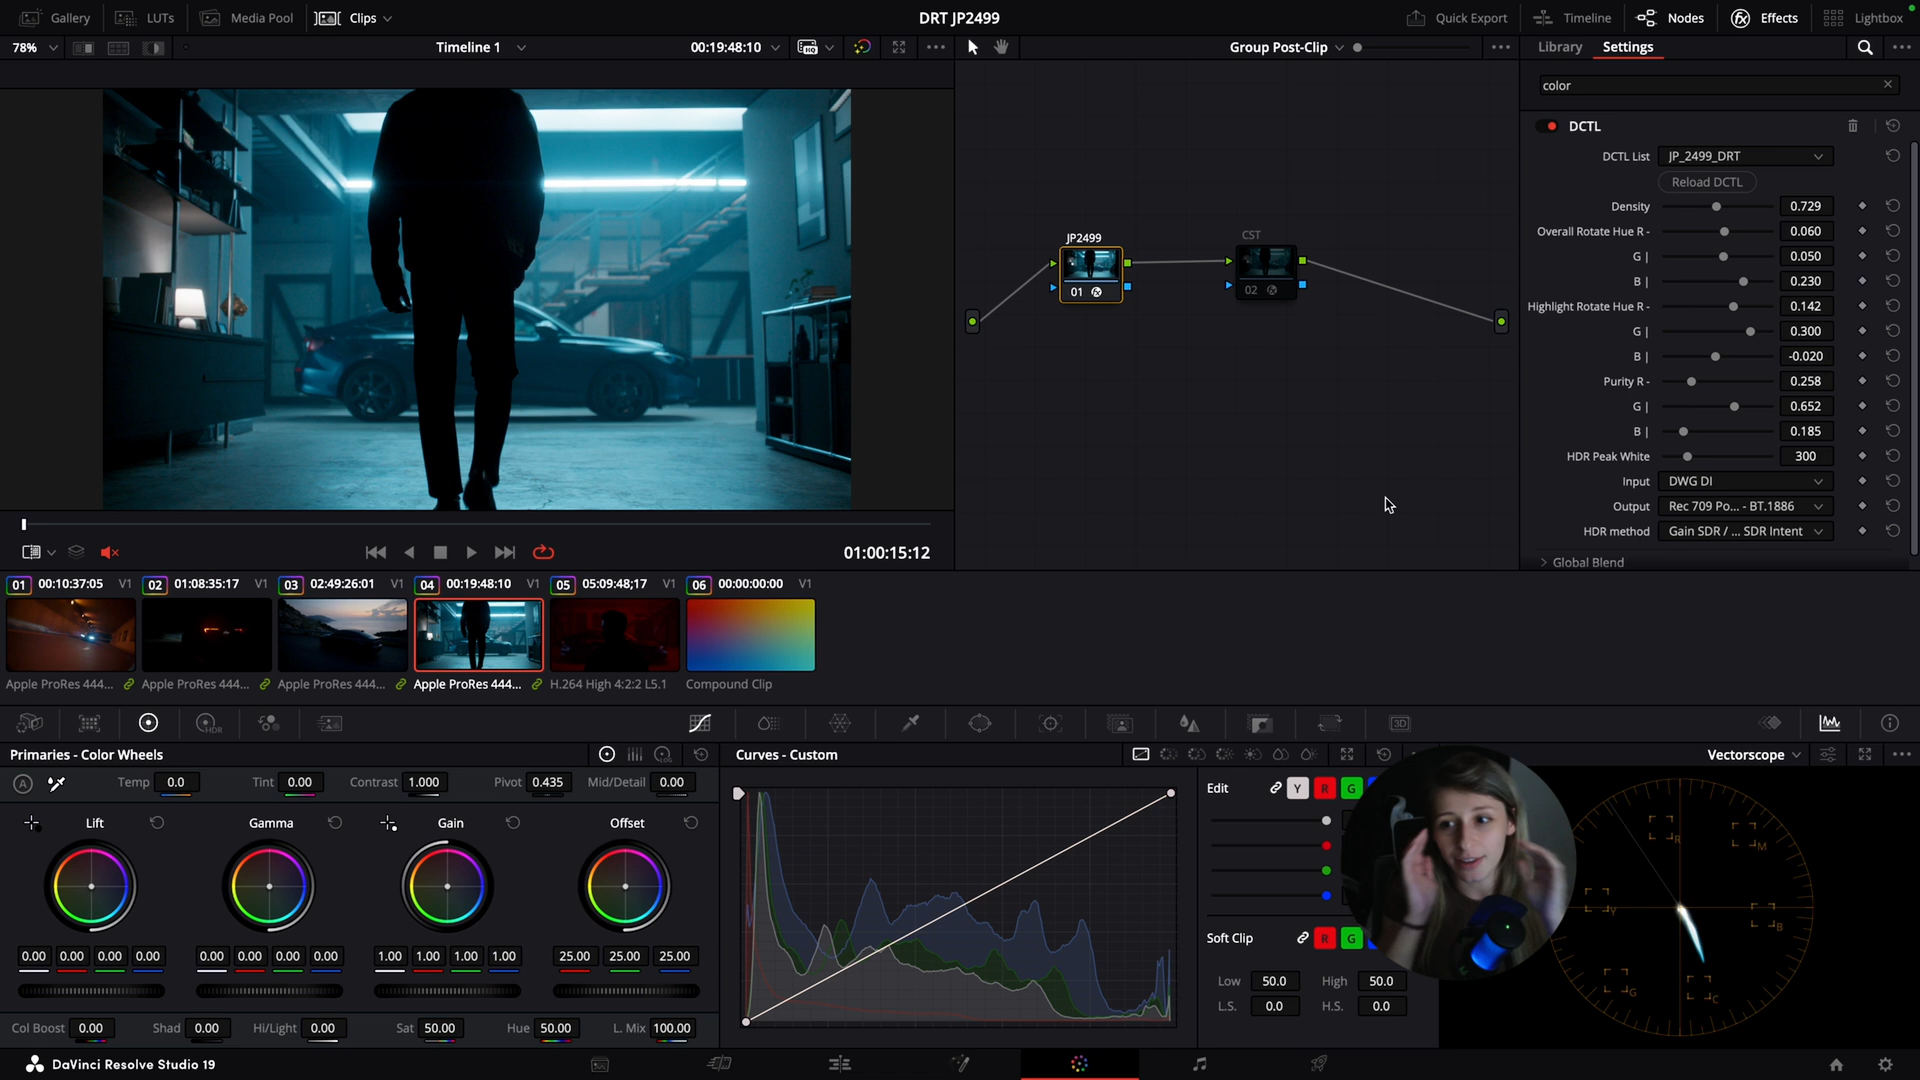 Gallery LUTs Media Pool Clips DRT JP2499 Quick Export Timeline Nodes Effects Lightbox
78% Timeline 1 00:19:48:10 Group Post-Clip Library Settings
color
DCTL
DCTL List JP_2499_DRT
Reload DCTL
Density 0.729
Overall Rotate Hue R - 0.060
G | 0.050
B | 0.230
Highlight Rotate Hue R - 0.142
G | 0.300
B | -0.020
Purity R - 0.258
G | 0.652
B | 0.185
HDR Peak White 300
Input DWG DI
Output Rec 709 Po... - BT.1886
HDR method Gain SDR / ... SDR Intent
Global Blend
JP2499 CST
01 02
01:00:15:12
01 00:10:37:05 V1 02 01:08:35:17 V1 03 02:49:26:01 V1 04 00:19:48:10 V1 05 05:09:48;17 V1 06 00:00:00:00 V1
Apple ProRes 444... Apple ProRes 444... Apple ProRes 444... Apple ProRes 444... H.264 High 4:2:2 L5.1 Compound Clip
HDR 3D
Primaries - Color Wheels LOG Curves - Custom Vectorscope
A Temp 0.0 Tint 0.00 Contrast 1.000 Pivot 0.435 Mid/Detail 0.00 Edit Y R G
Lift Gamma Gain Offset
R M Y B G C
0.00 0.00 0.00 0.00 0.00 0.00 0.00 0.00 1.00 1.00 1.00 1.00 25.00 25.00 25.00
Soft Clip R G
Low 50.0 High 50.0
L.S. 0.0 H.S. 0.0
Col Boost 0.00 Shad 0.00 Hi/Light 0.00 Sat 50.00 Hue 50.00 L. Mix 100.00
DaVinci Resolve Studio 19